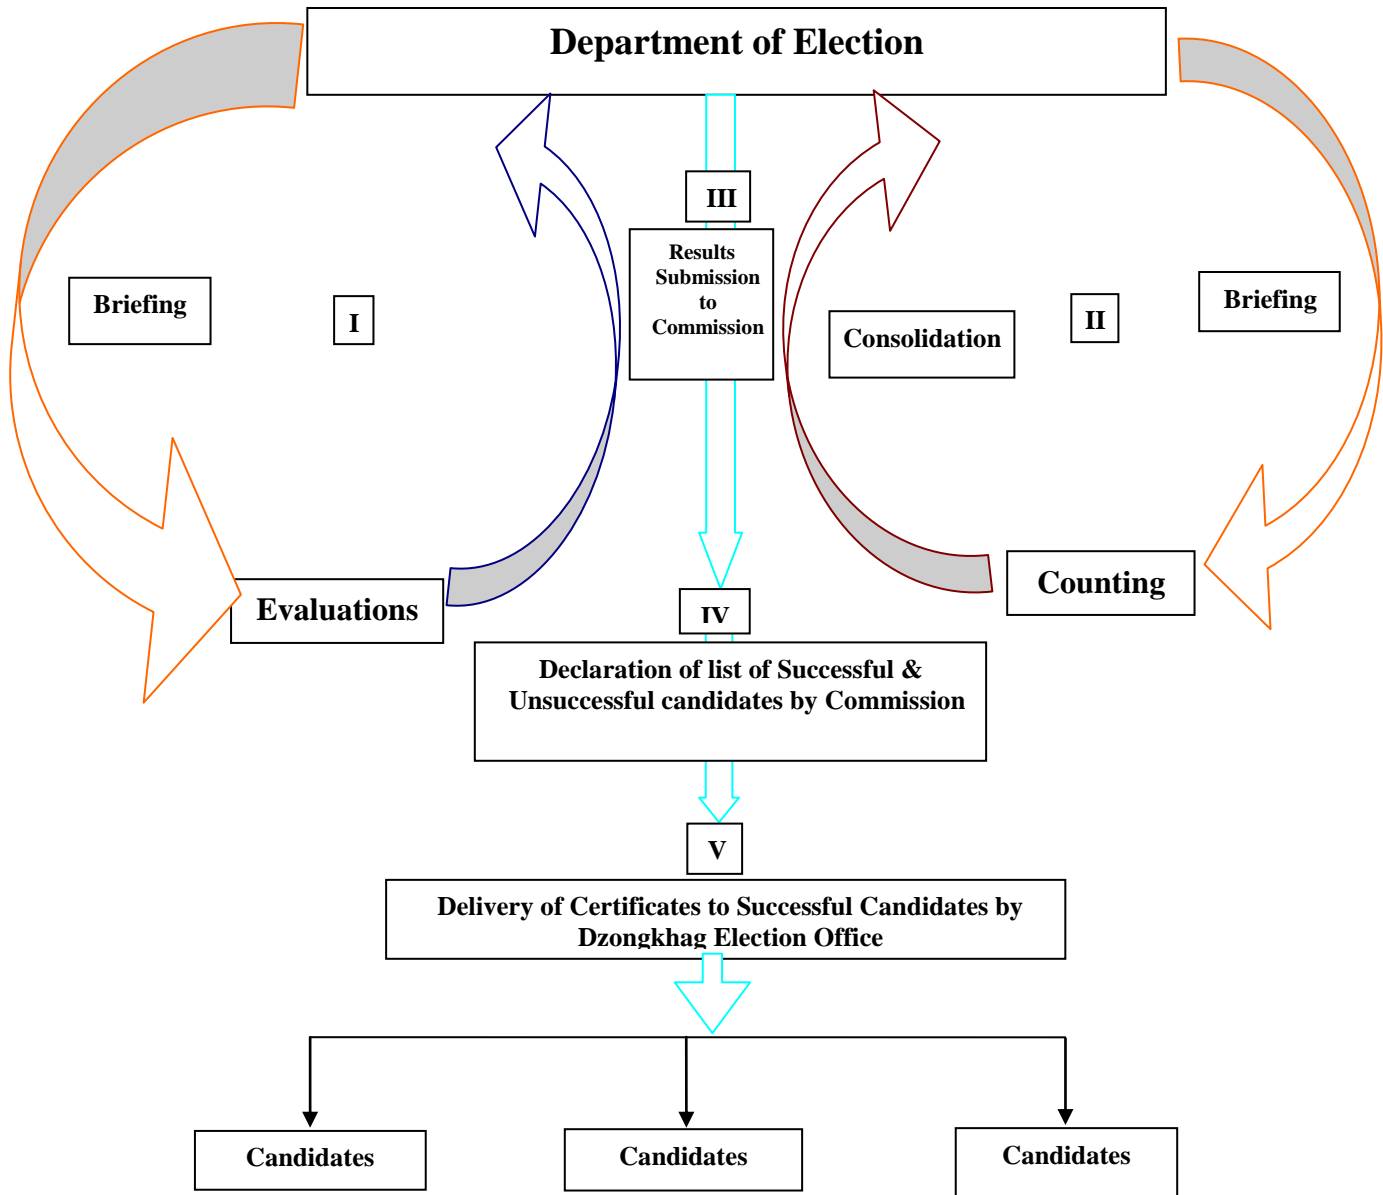 Department of Election
III
Results
Submission
to
Commission
Briefing
I
Consolidation
II
Briefing
Evaluations
Counting
IV
Declaration of list of Successful &
Unsuccessful candidates by Commission
V
Delivery of Certificates to Successful Candidates by
Dzongkhag Election Office
Candidates
Candidates
Candidates